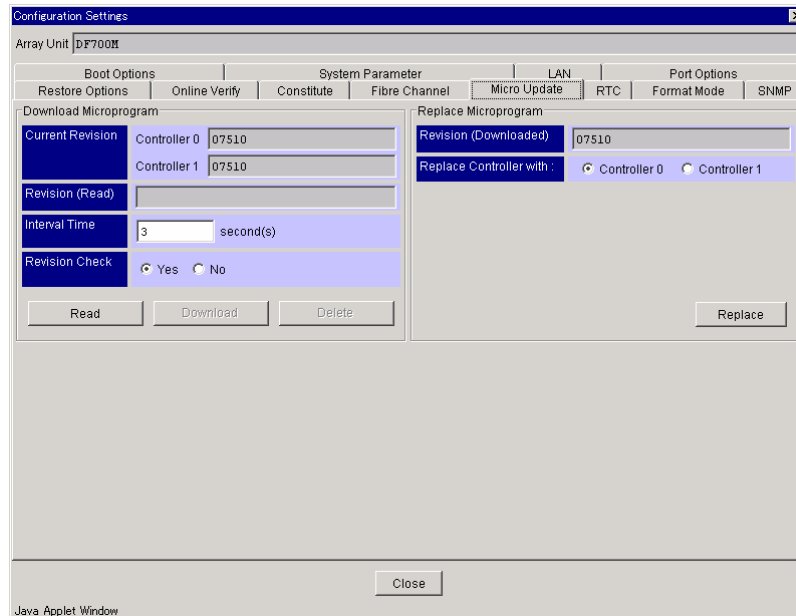 Configuration Settings
Array Unit DF700M
Boot Options System Parameter LAN Port Options
Restore Options Online Verify Constitute Fibre Channel Micro Update RTC Format Mode SNMP
Download Microprogram
Current Revision Controller 0 07510
Controller 1 07510
Revision (Read)
Interval Time 3 second(s)
Revision Check Yes No
Read Download Delete
Replace Microprogram
Revision (Downloaded) 07510
Replace Controller with : Controller 0 Controller 1
Replace
Close
Java Applet Window